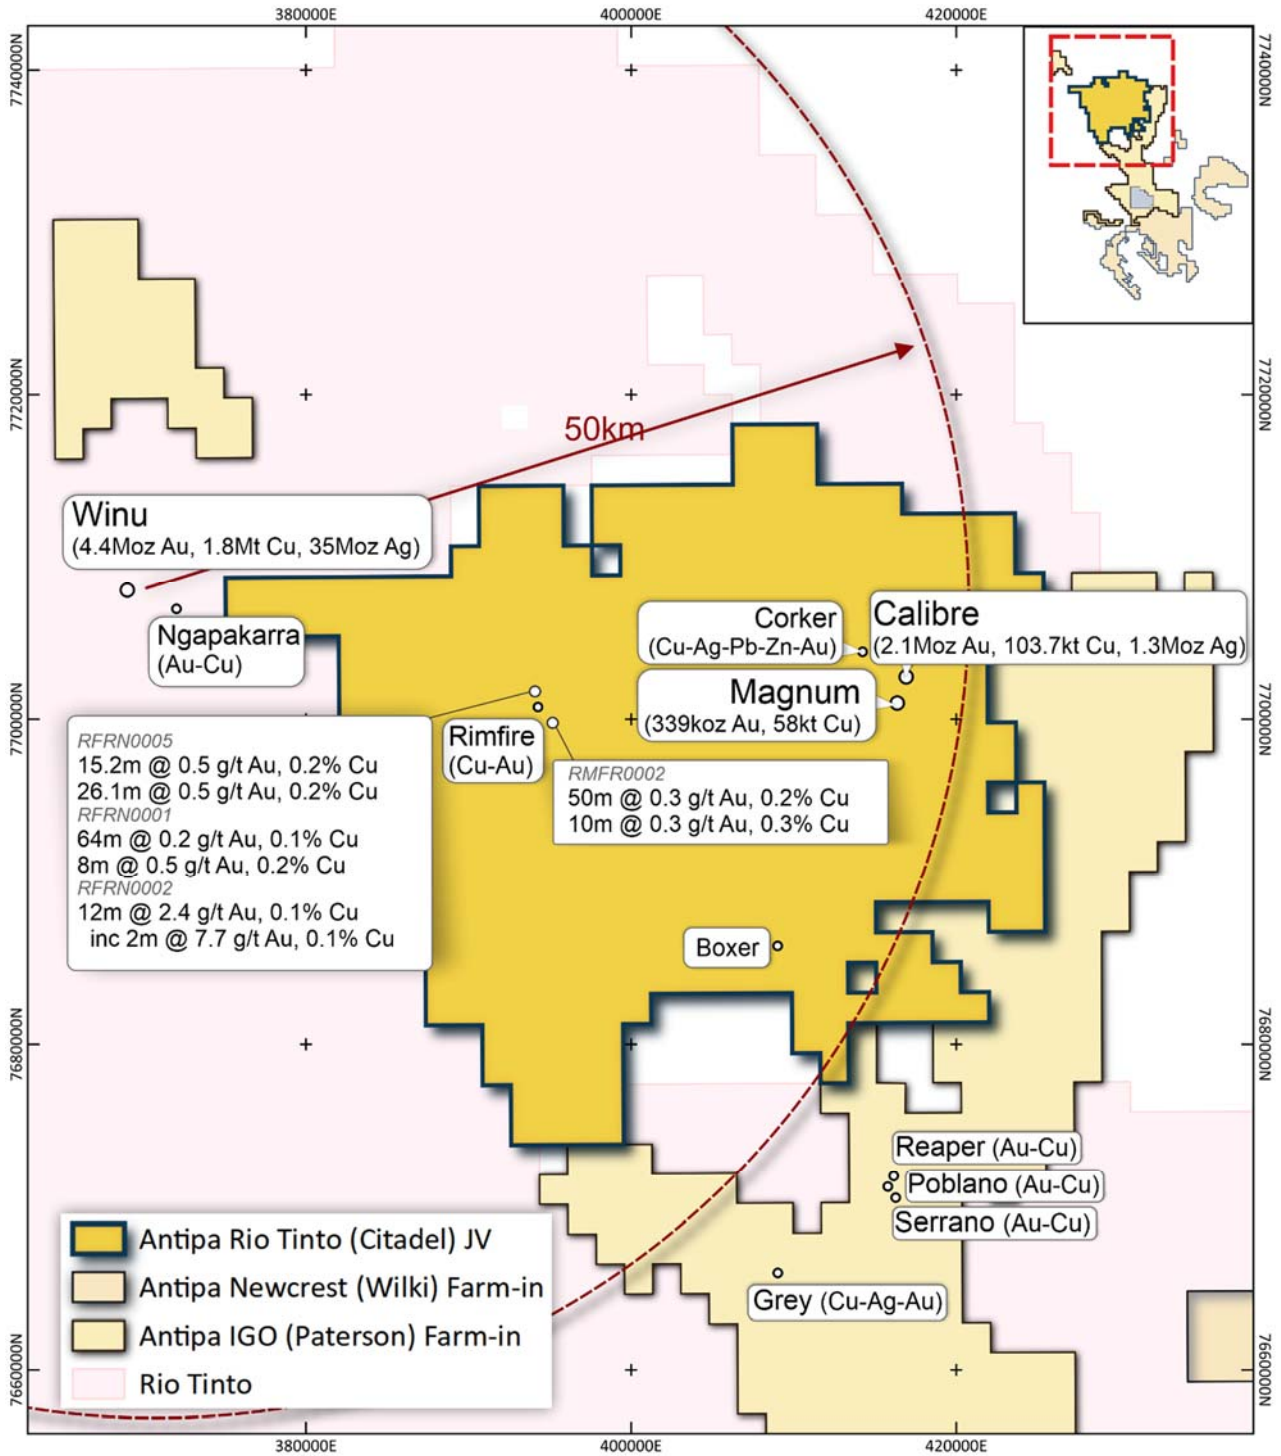 380000E
400000E
420000E
7740000N
7740000N
7720000N
7720000N
50km
Winu
(4.4Moz Au, 1.8Mt Cu, 35Moz Ag)
Ngapakarra
(Au-Cu)
Corker
(Cu-Ag-Pb-Zn-Au)
Calibre
(2.1Moz Au, 103.7kt Cu, 1.3Moz Ag)
Magnum
(339koz Au, 58kt Cu)
7700000N
7700000N
Rimfire
(Cu-Au)
RFRN0005
15.2m @ 0.5 g/t Au, 0.2% Cu
26.1m @ 0.5 g/t Au, 0.2% Cu
RFRN0001
64m @ 0.2 g/t Au, 0.1% Cu
8m @ 0.5 g/t Au, 0.2% Cu
RFRN0002
12m @ 2.4 g/t Au, 0.1% Cu
inc 2m @ 7.7 g/t Au, 0.1% Cu
RMFR0002
50m @ 0.3 g/t Au, 0.2% Cu
10m @ 0.3 g/t Au, 0.3% Cu
Boxer
7680000N
7680000N
Reaper (Au-Cu)
Poblano (Au-Cu)
Serrano (Au-Cu)
Grey (Cu-Ag-Au)
Antipa Rio Tinto (Citadel) JV
Antipa Newcrest (Wilki) Farm-in
Antipa IGO (Paterson) Farm-in
Rio Tinto
7660000N
7660000N
380000E
400000E
420000E